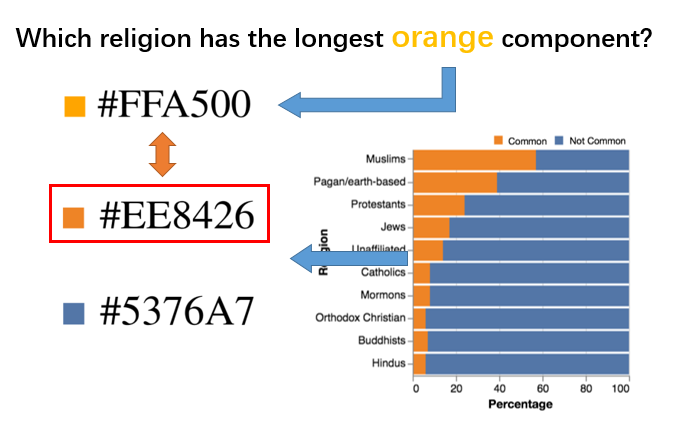 Which religion has the longest orange component?
#FFA500
#EE8426
#5376A7
Common Not Common
Muslims
Pagan/earth-based
Protestants
Jews
Unaffiliated
Catholics
Mormons
Orthodox Christian
Buddhists
Hindus
0 20 40 60 80 100
Percentage